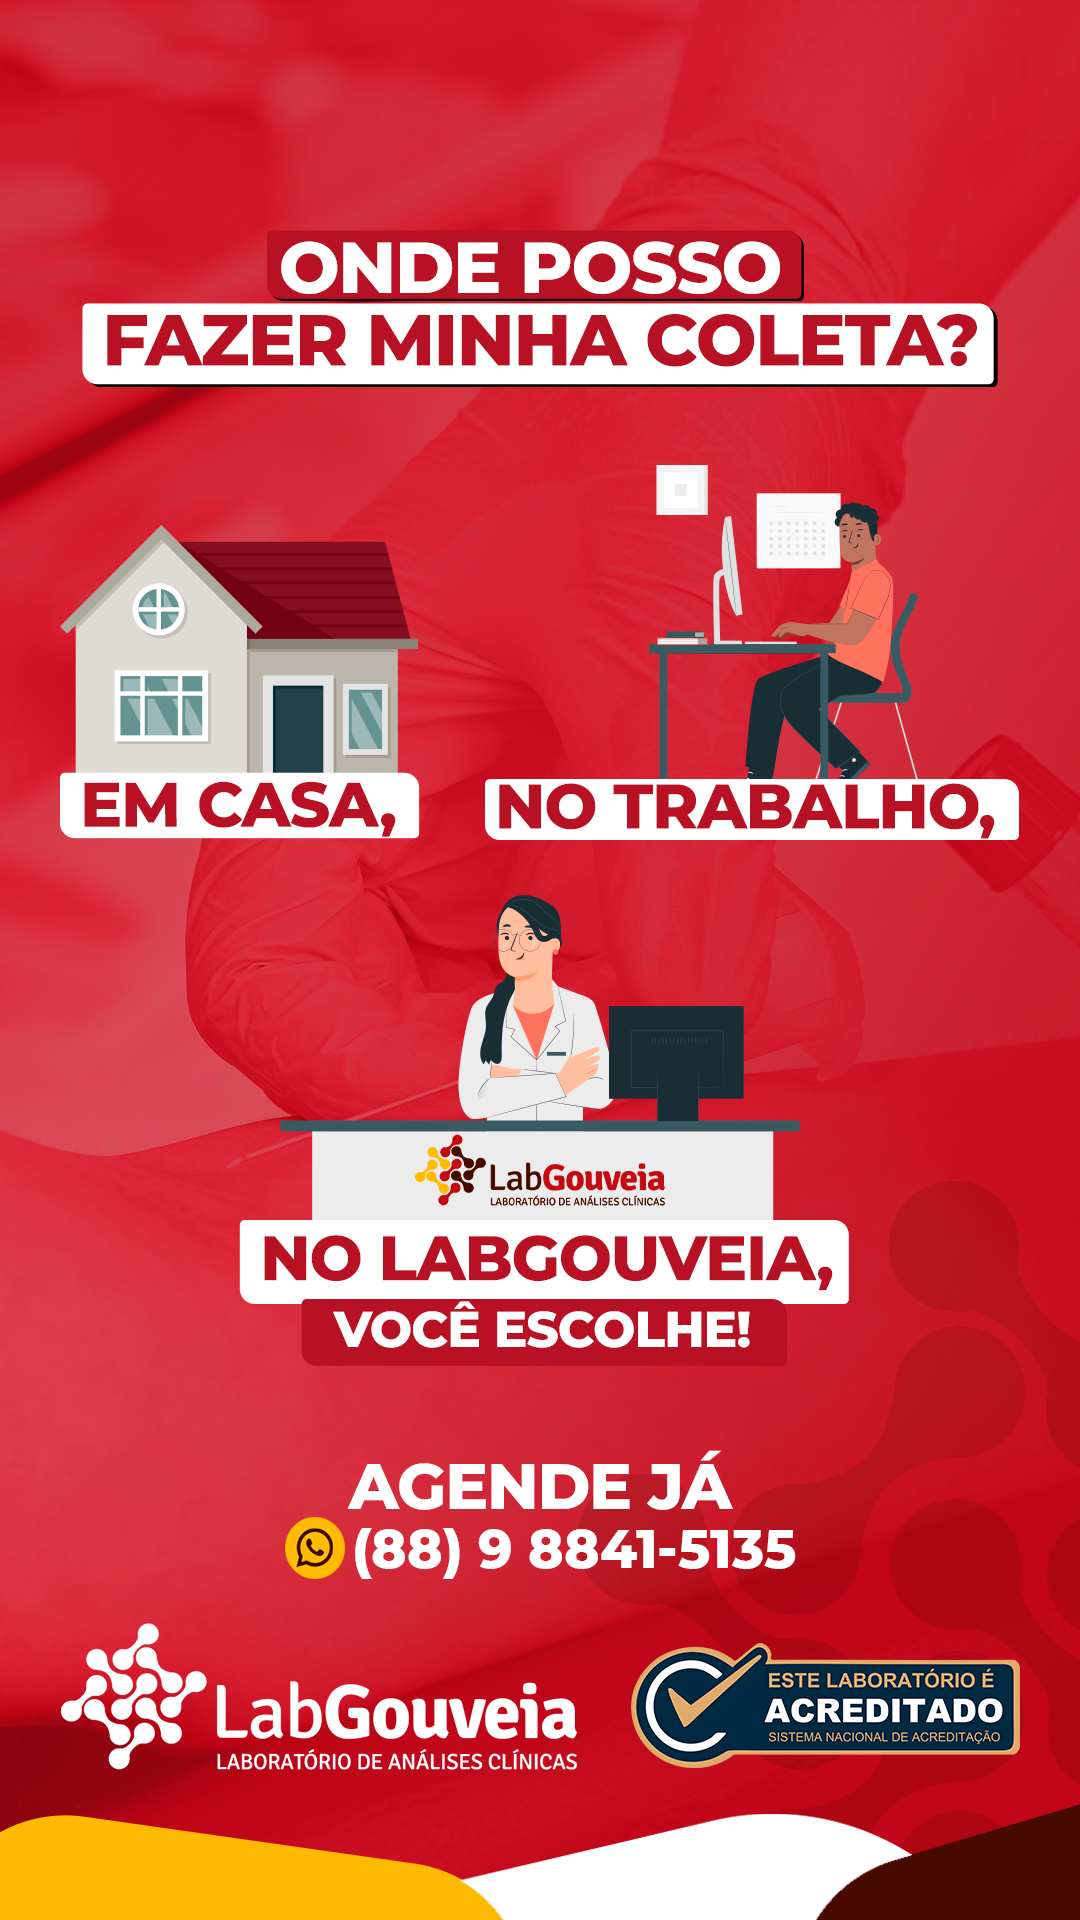 ONDE POSSO
FAZER MINHA COLETA?
EM CASA,
NO TRABALHO,
LabGouveia
LABORATÓRIO DE ANÁLISES CLÍNICAS
NO LABGOUVEIA,
VOCÊ ESCOLHE!
AGENDE JÁ
(88) 9 8841-5135
LabGouveia
LABORATÓRIO DE ANÁLISES CLÍNICAS
ESTE LABORATÓRIO É
ACREDITADO
SISTEMA NACIONAL DE ACREDITAÇÃO